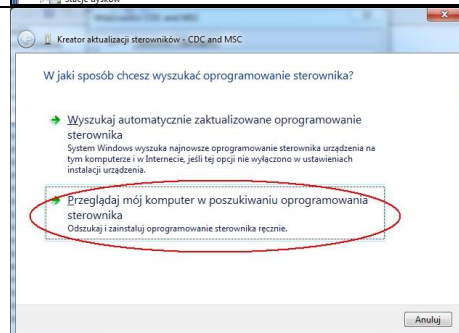 Stacje dysków
Kreator aktualizacji sterowników - CDC and MSC
W jaki sposób chcesz wyszukać oprogramowanie sterownika?
Wyszukaj automatycznie zaktualizowane oprogramowanie
sterownika
System Windows wyszuka najnowsze oprogramowanie sterownika urządzenia na
tym komputerze i w Internecie, jeśli tej opcji nie wyłączono w ustawieniach
instalacji urządzenia.
Przeglądaj mój komputer w poszukiwaniu oprogramowania
sterownika
Odszukaj i zainstaluj oprogramowanie sterownika ręcznie.
Anuluj